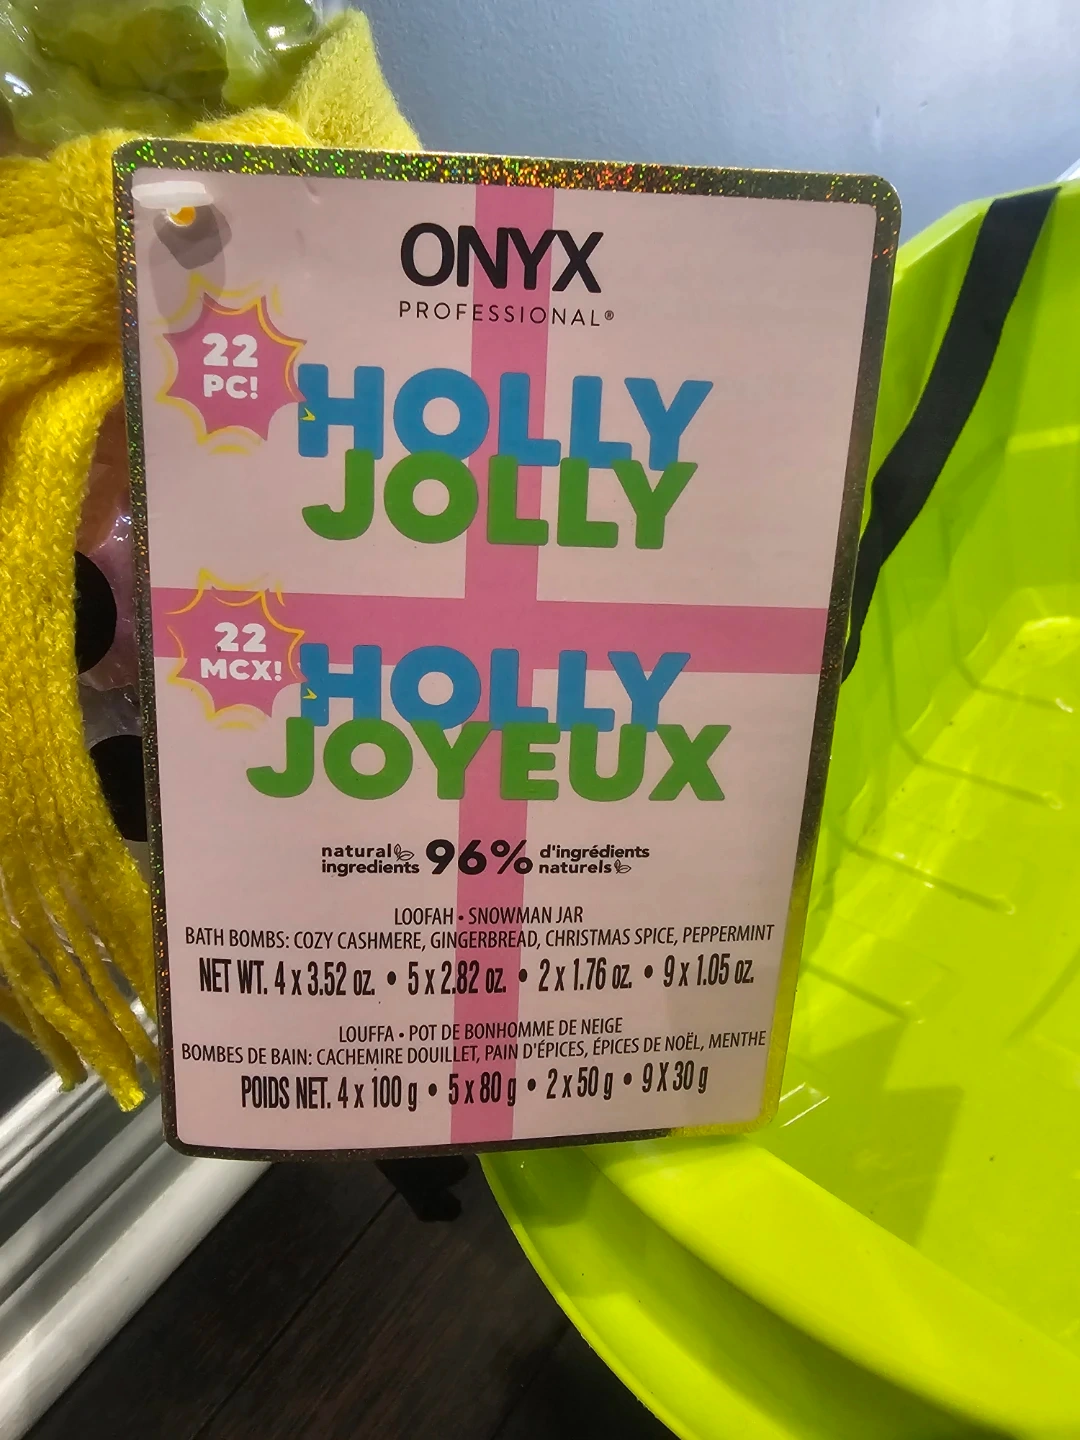 ONYX
PROFESSIONAL®
22
PC!
HOLLY
JOLLY
22
MCX!
HOLLY
JOYEUX
natural ingredients 96% d'ingrédients naturels
LOOFAH • SNOWMAN JAR
BATH BOMBS: COZY CASHMERE, GINGERBREAD, CHRISTMAS SPICE, PEPPERMINT
NET WT. 4 x 3.52 oz. • 5 x 2.82 oz. • 2 x 1.76 oz. • 9 x 1.05 oz.
LOUFFA • POT DE BONHOMME DE NEIGE
BOMBES DE BAIN: CACHEMIRE DOUILLET, PAIN D'ÉPICES, ÉPICES DE NOËL, MENTHE
POIDS NET. 4 x 100 g • 5 x 80 g • 2 x 50 g • 9 X 30 g